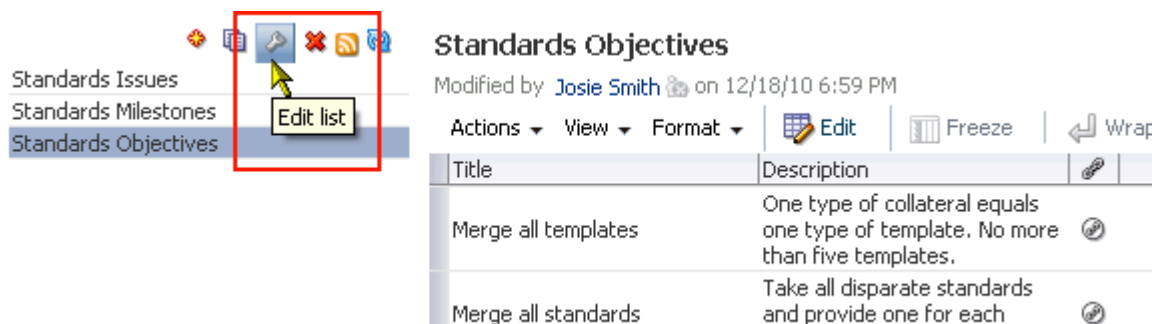 Standards Issues
Standards Milestones
Standards Objectives
Edit list
Standards Objectives
Modified by Josie Smith on 12/18/10 6:59 PM
Actions View Format Edit Freeze Wrap
Title Description
Merge all templates
One type of collateral equals
one type of template. No more
than five templates.
Merge all standards
Take all disparate standards
and provide one for each